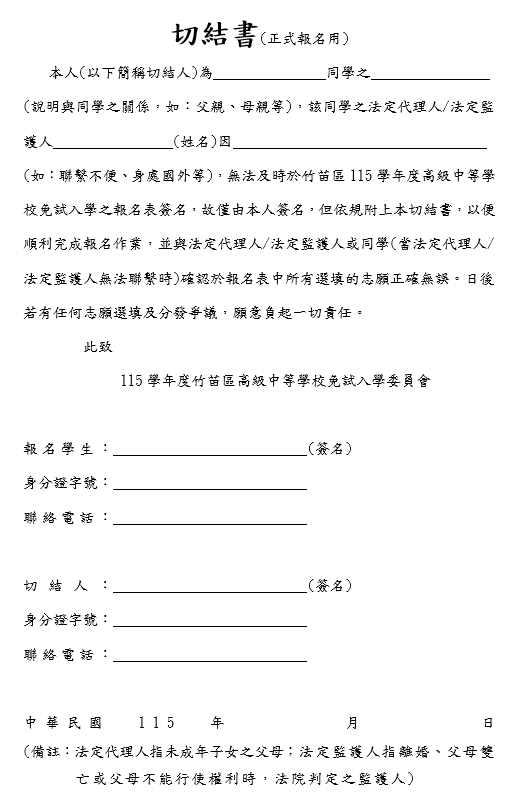 切結書(正式報名用)
本人(以下簡稱切結人)為________________同學之_________________
(說明與同學之關係，如：父親、母親等)，該同學之法定代理人/法定監
護人_________________(姓名)因____________________________________
(如：聯繫不便、身處國外等)，無法及時於竹苗區115學年度高級中等學
校免試入學之報名表簽名，故僅由本人簽名，但依規附上本切結書，以便
順利完成報名作業，並與法定代理人/法定監護人或同學(當法定代理人/
法定監護人無法聯繫時)確認於報名表中所有選填的志願正確無誤。日後
若有任何志願選填及分發爭議，願意負起一切責任。
此致
115學年度竹苗區高級中等學校免試入學委員會
報名學生：___________________________(簽名)
身分證字號：___________________________
聯絡電話：___________________________
切結人：___________________________(簽名)
身分證字號：___________________________
聯絡電話：___________________________
中華民國 115 年 月 日
(備註：法定代理人指未成年子女之父母；法定監護人指離婚、父母雙
亡或父母不能行使權利時，法院判定之監護人)